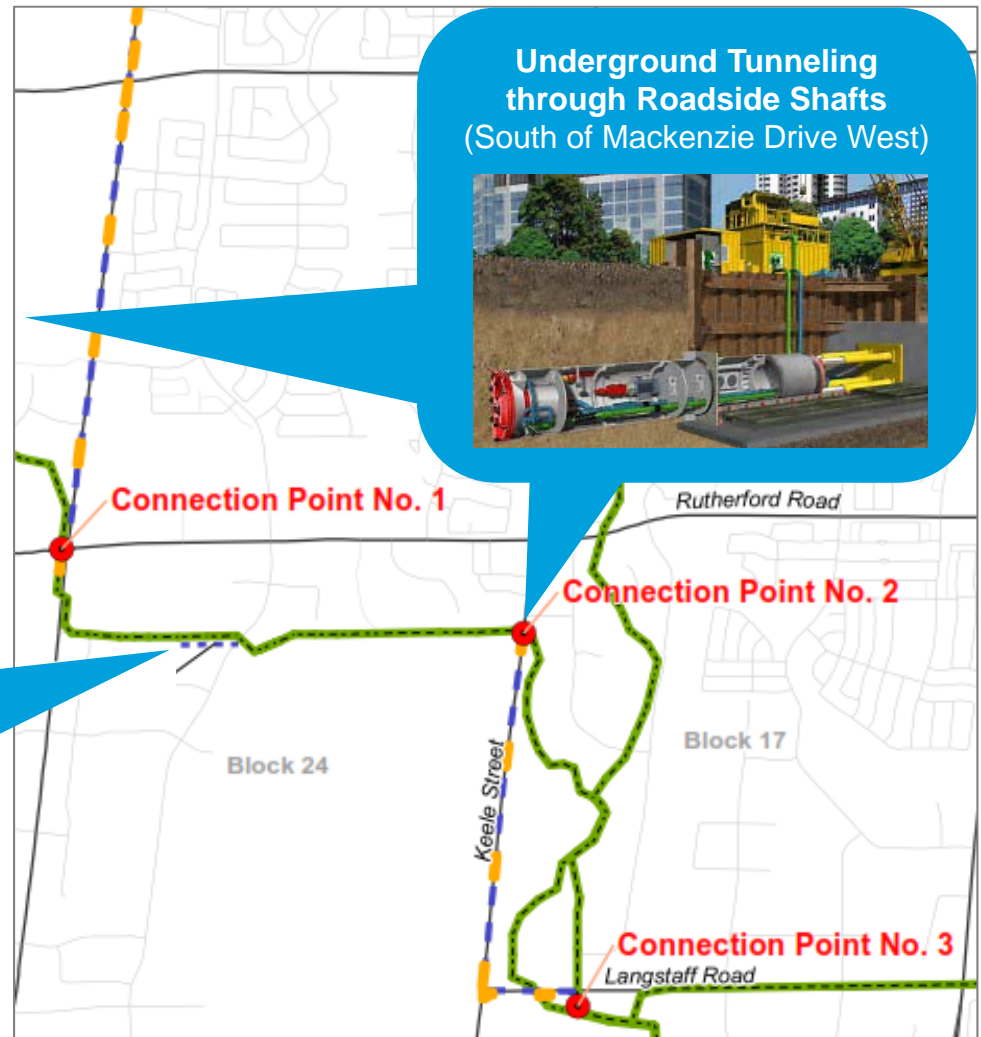 Underground Tunneling
through Roadside Shafts
(South of Mackenzie Drive West)
Connection Point No. 1
Rutherford Road
Connection Point No. 2
Block 24
Block 17
Keele Street
Connection Point No. 3
Langstaff Road